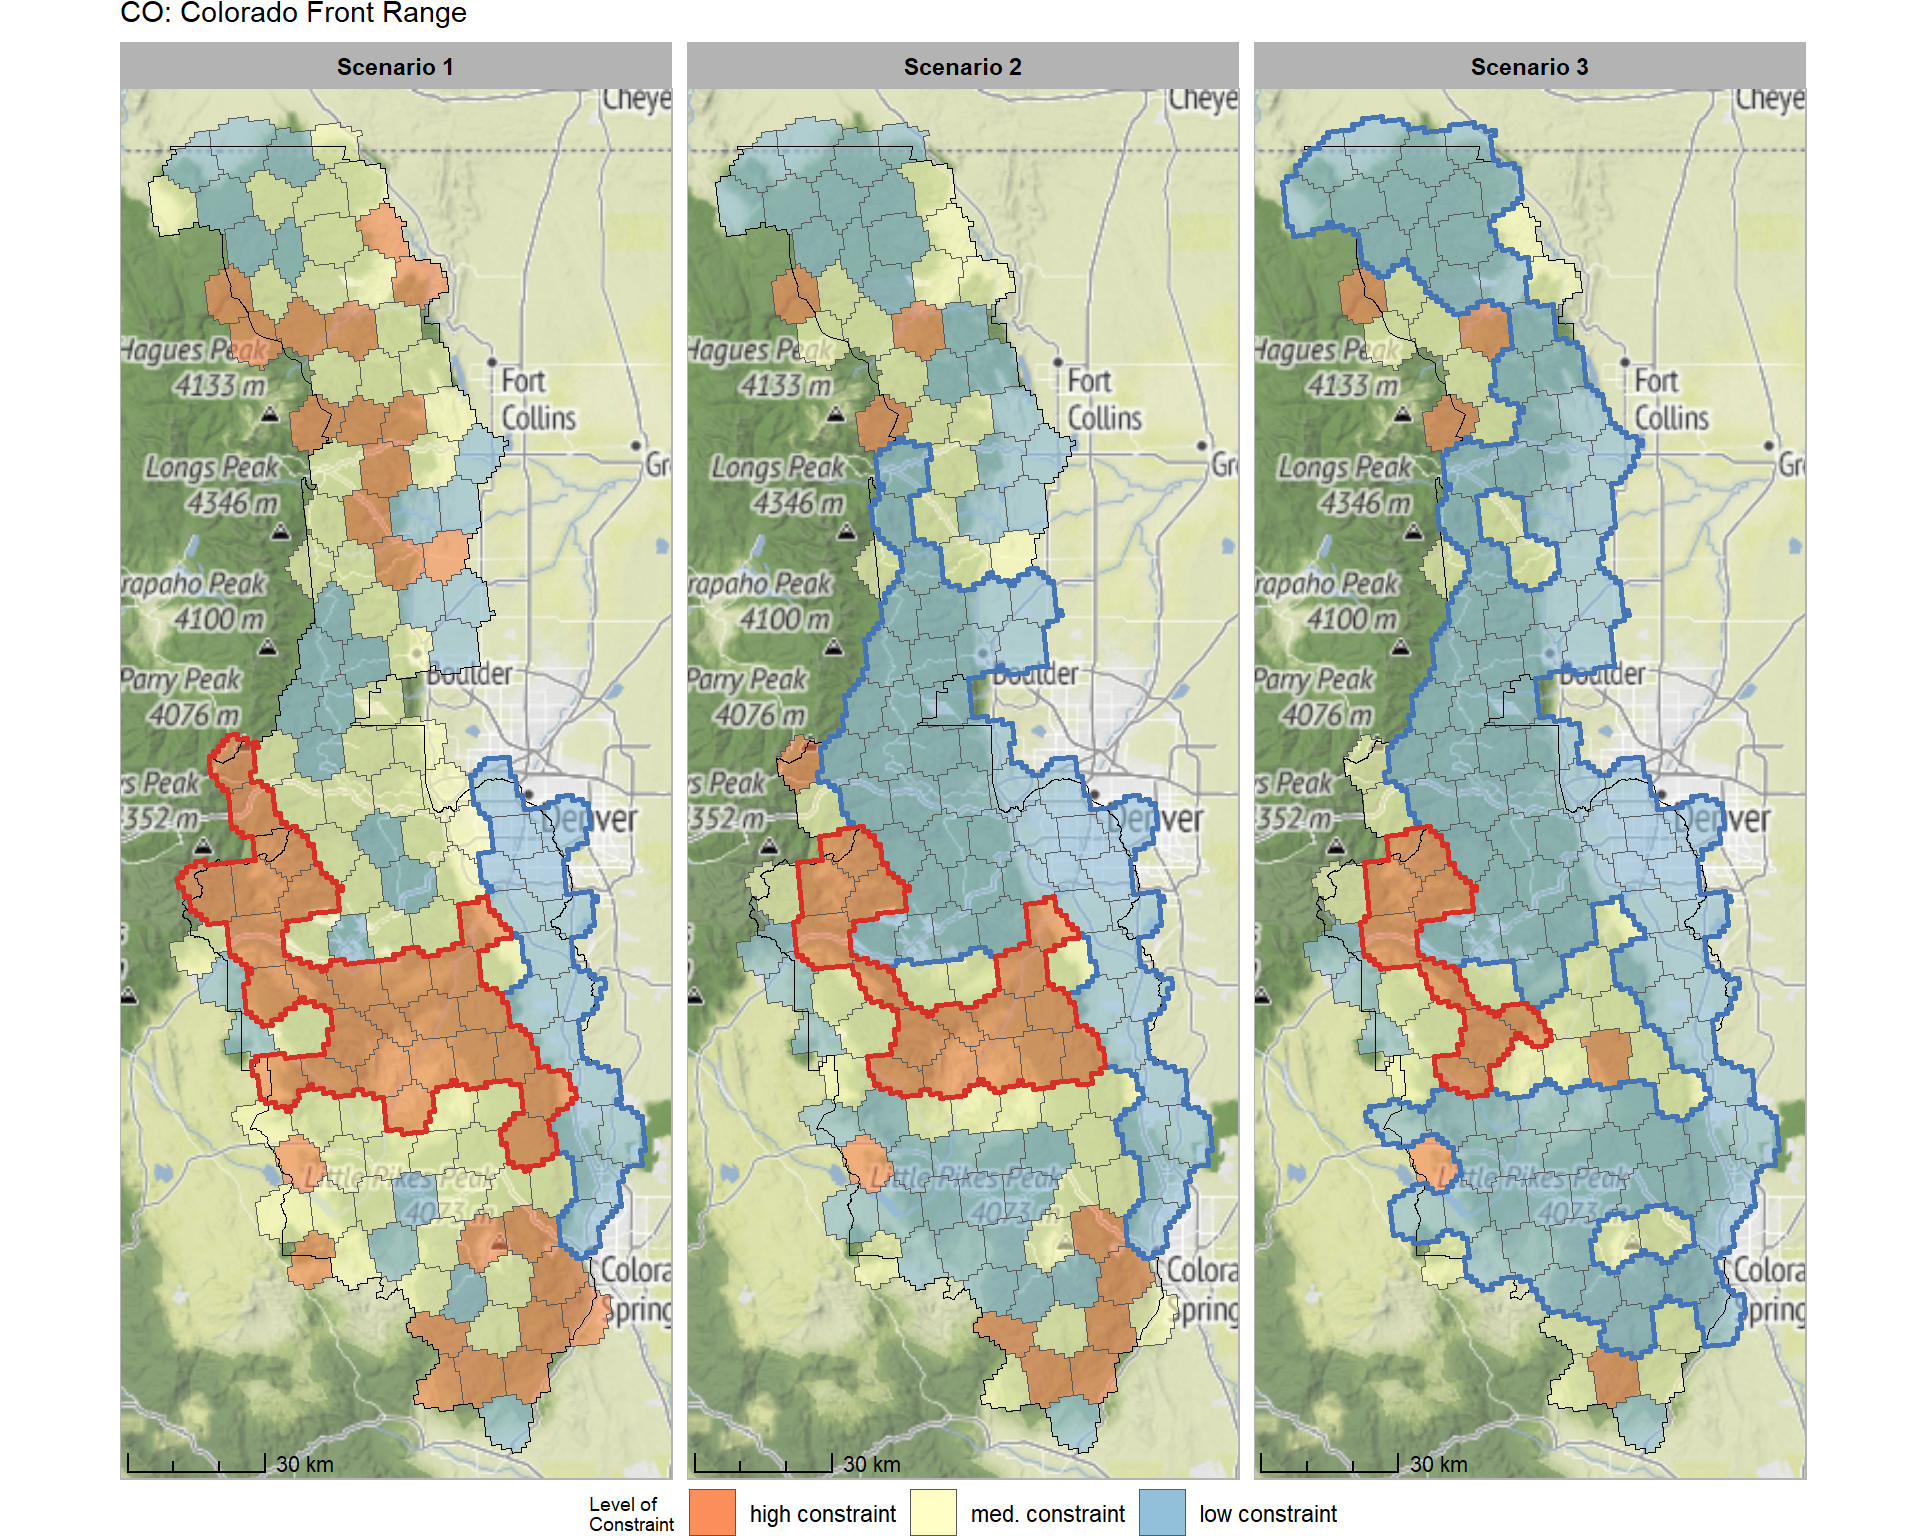 CO: Colorado Front Range
Scenario 1
Scenario 2
Scenario 3
Cheye
Hagues Peak
4133 m
Fort
Collins
Longs Peak
4346 m
Gr
rapaho Peak
4100 m
Parry Peak
4076 m
Boulder
s Peak
352 m
Denver
Little Pikes Peak
4073 m
Colora
Spring
30 km
Cheye
Hagues Peak
4133 m
Fort
Collins
Longs Peak
4346 m
Gr
rapaho Peak
4100 m
Parry Peak
4076 m
Boulder
s Peak
352 m
Denver
Little Pikes Peak
4073 m
Colora
Spring
30 km
Cheye
Hagues Peak
4133 m
Fort
Collins
Longs Peak
4346 m
Gr
rapaho Peak
4100 m
Parry Peak
4076 m
Boulder
s Peak
352 m
Denver
Little Pikes Peak
4073 m
Colora
Spring
30 km
Level of
Constraint
high constraint
med. constraint
low constraint